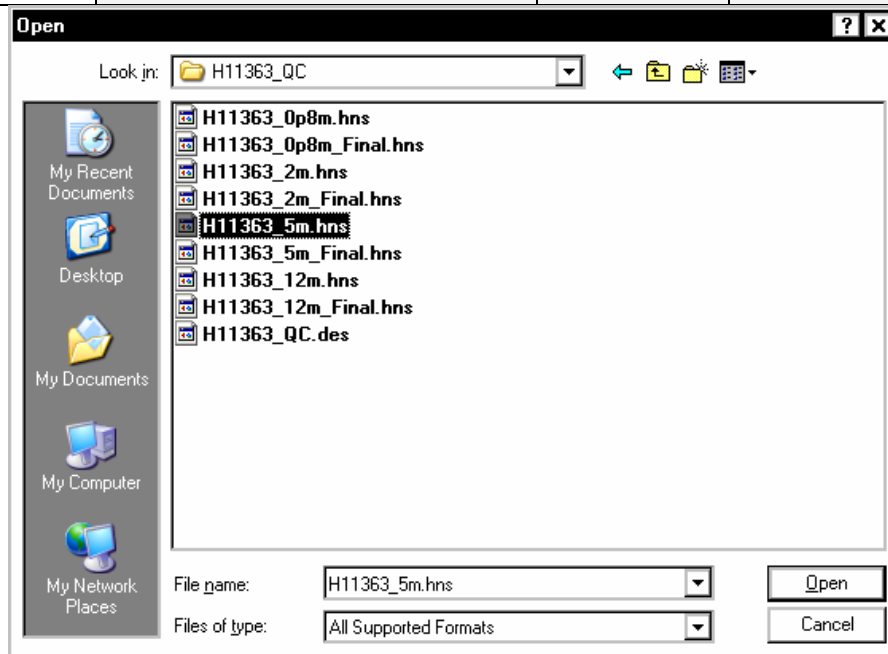 Open
Look in: H11363_QC
My Recent
Documents
Desktop
My Documents
My Computer
My Network
Places
H11363_0p8m.hns
H11363_0p8m_Final.hns
H11363_2m.hns
H11363_2m_Final.hns
H11363_5m.hns
H11363_5m_Final.hns
H11363_12m.hns
H11363_12m_Final.hns
H11363_QC.des
File name: H11363_5m.hns Open
Files of type: All Supported Formats Cancel